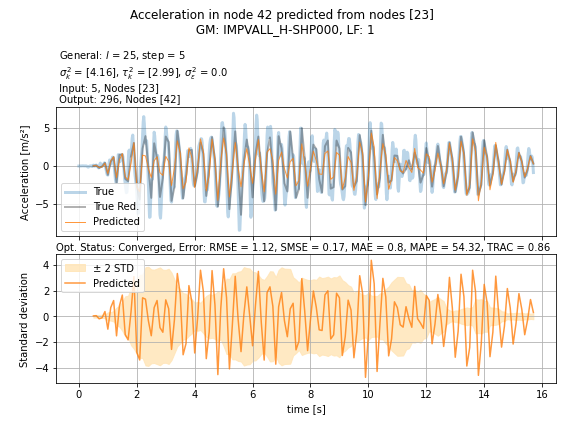 Acceleration in node 42 predicted from nodes [23]
GM: IMPVALL_H-SHP000, LF: 1
General: l = 25, step = 5
σ²ₖ = [4.16], τ²ₖ = [2.99], σ²ε = 0.0
Input: 5, Nodes [23]
Output: 296, Nodes [42]
Acceleration [m/s²]
5
0
−5
True
True Red.
Predicted
Opt. Status: Converged, Error: RMSE = 1.12, SMSE = 0.17, MAE = 0.8, MAPE = 54.32, TRAC = 0.86
Standard deviation
4
2
0
−2
−4
± 2 STD
Predicted
0 2 4 6 8 10 12 14 16
time [s]